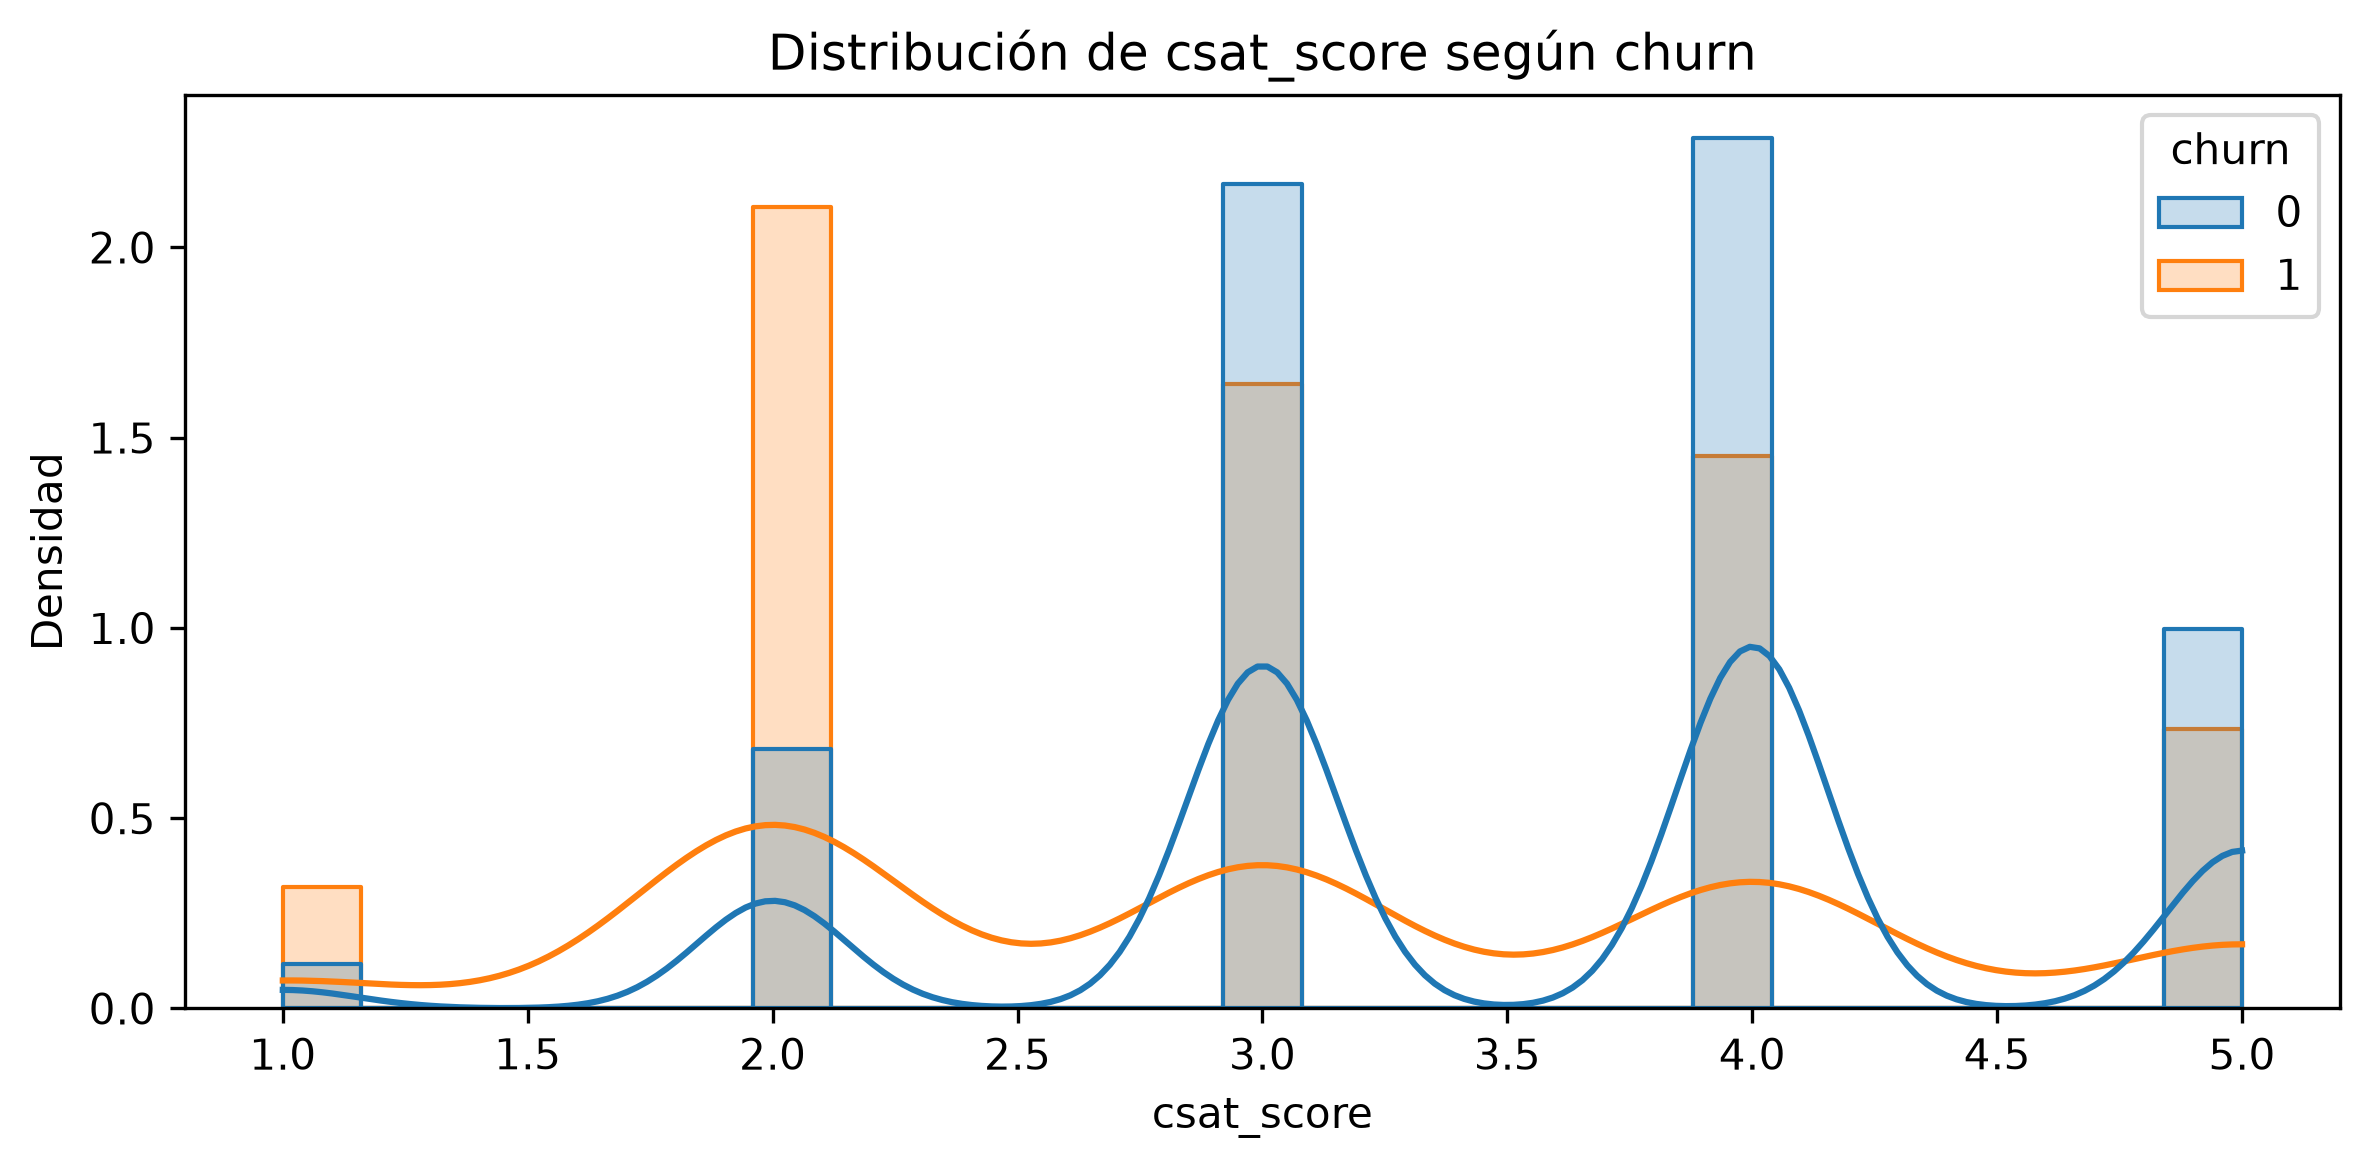 Distribución de csat_score según churn
churn
0
1
Densidad
2.0
1.5
1.0
0.5
0.0
1.0 1.5 2.0 2.5 3.0 3.5 4.0 4.5 5.0
csat_score